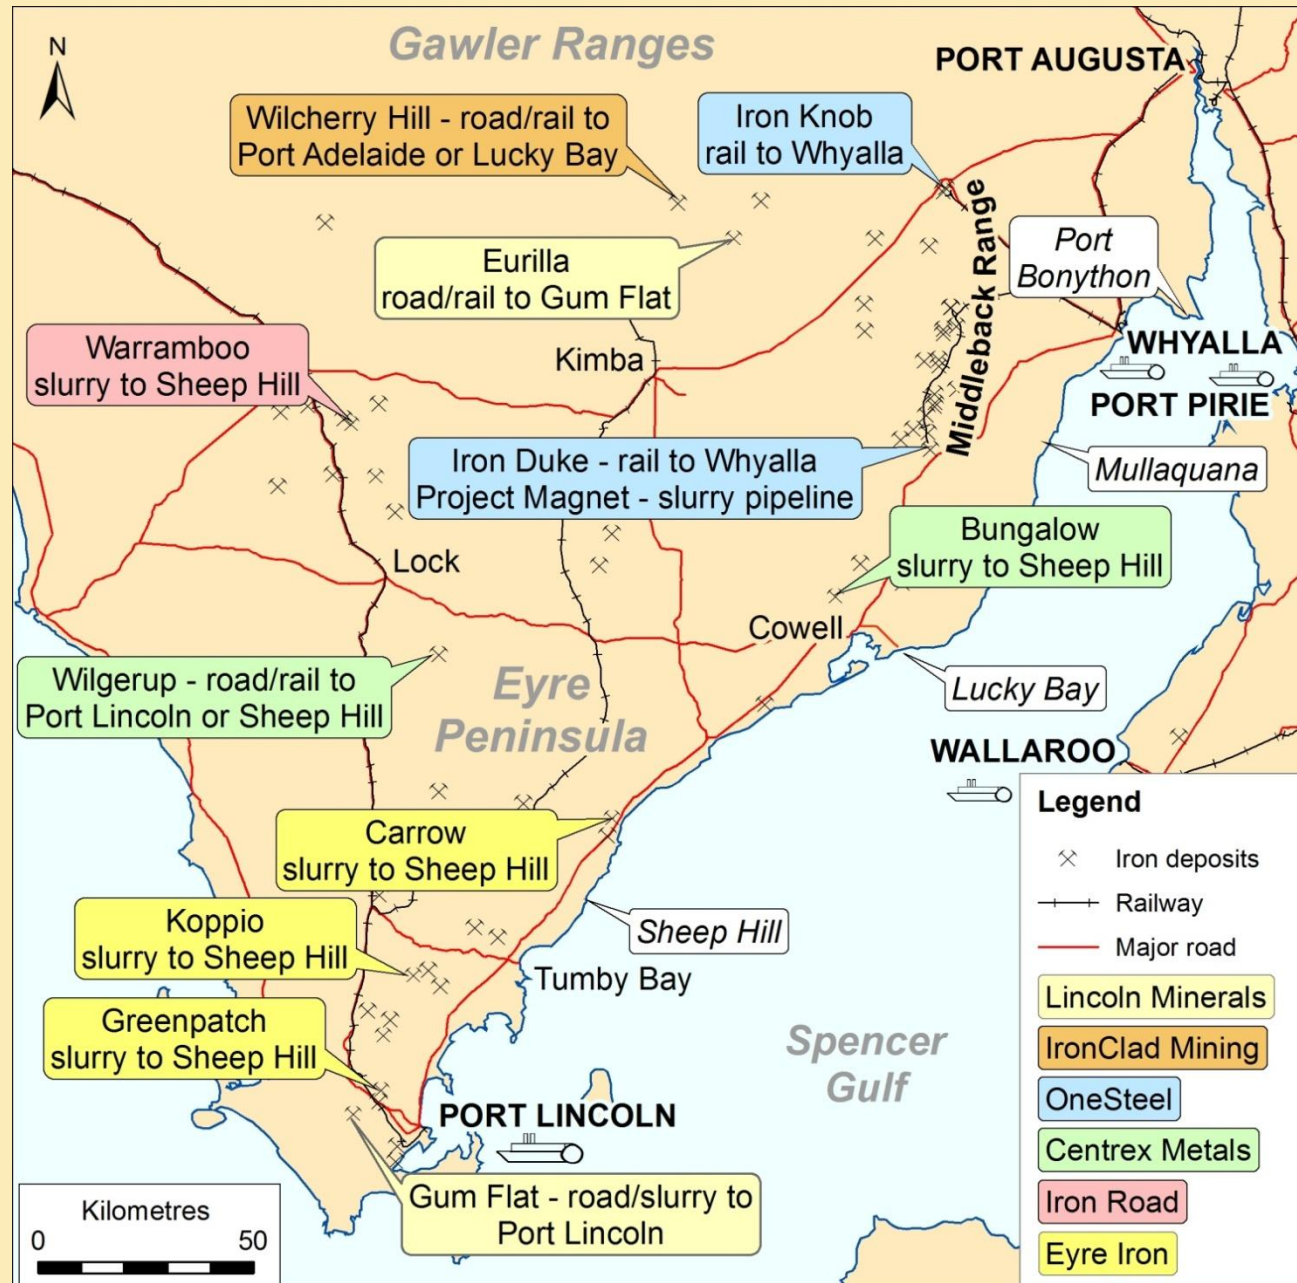 Gawler Ranges
N
PORT AUGUSTA
Wilcherry Hill - road/rail to
Port Adelaide or Lucky Bay
Iron Knob
rail to Whyalla
Eurilla
road/rail to Gum Flat
Middleback Range
Port
Bonython
Warramboo
slurry to Sheep Hill
Kimba
WHYALLA
PORT PIRIE
Iron Duke - rail to Whyalla
Project Magnet - slurry pipeline
Mullaquana
Bungalow
slurry to Sheep Hill
Lock
Cowell
Wilgerup - road/rail to
Port Lincoln or Sheep Hill
Eyre
Peninsula
Lucky Bay
WALLAROO
Carrow
slurry to Sheep Hill
Koppio
slurry to Sheep Hill
Sheep Hill
Tumby Bay
Greenpatch
slurry to Sheep Hill
Spencer
Gulf
PORT LINCOLN
Gum Flat - road/slurry to
Port Lincoln
Kilometres
0 50
Legend
Iron deposits
Railway
Major road
Lincoln Minerals
IronClad Mining
OneSteel
Centrex Metals
Iron Road
Eyre Iron